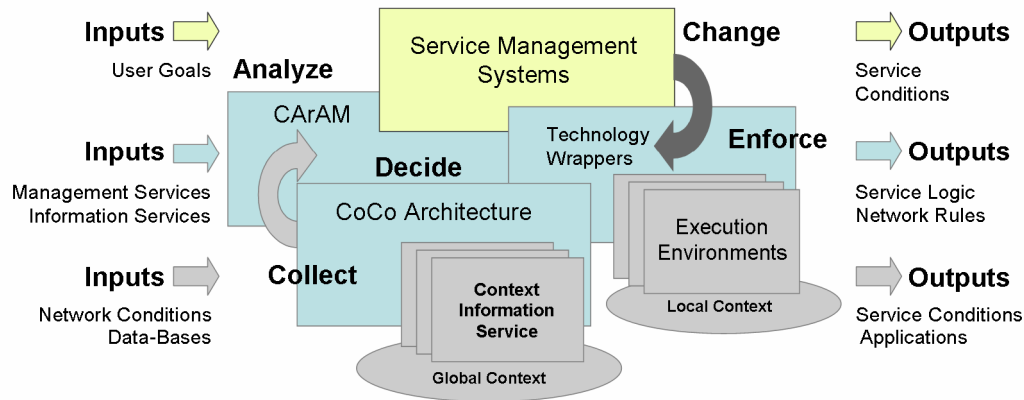 Inputs
User Goals
Analyze
Service Management
Systems
Change
Outputs
Service
Conditions
CArAM
Inputs
Management Services
Information Services
Decide
Technology
Wrappers
Enforce
Outputs
Service Logic
Network Rules
CoCo Architecture
Execution
Environments
Local Context
Collect
Inputs
Network Conditions
Data-Bases
Context
Information
Service
Global Context
Outputs
Service Conditions
Applications